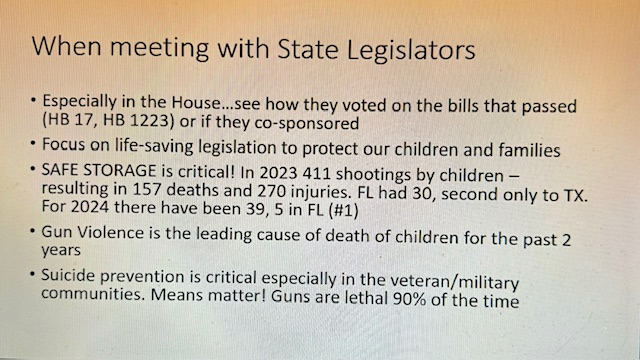 When meeting with State Legislators
• Especially in the House...see how they voted on the bills that passed
(HB 17, HB 1223) or if they co-sponsored
• Focus on life-saving legislation to protect our children and families
• SAFE STORAGE is critical! In 2023 411 shootings by children –
resulting in 157 deaths and 270 injuries. FL had 30, second only to TX.
For 2024 there have been 39, 5 in FL (#1)
• Gun Violence is the leading cause of death of children for the past 2
years
• Suicide prevention is critical especially in the veteran/military
communities. Means matter! Guns are lethal 90% of the time